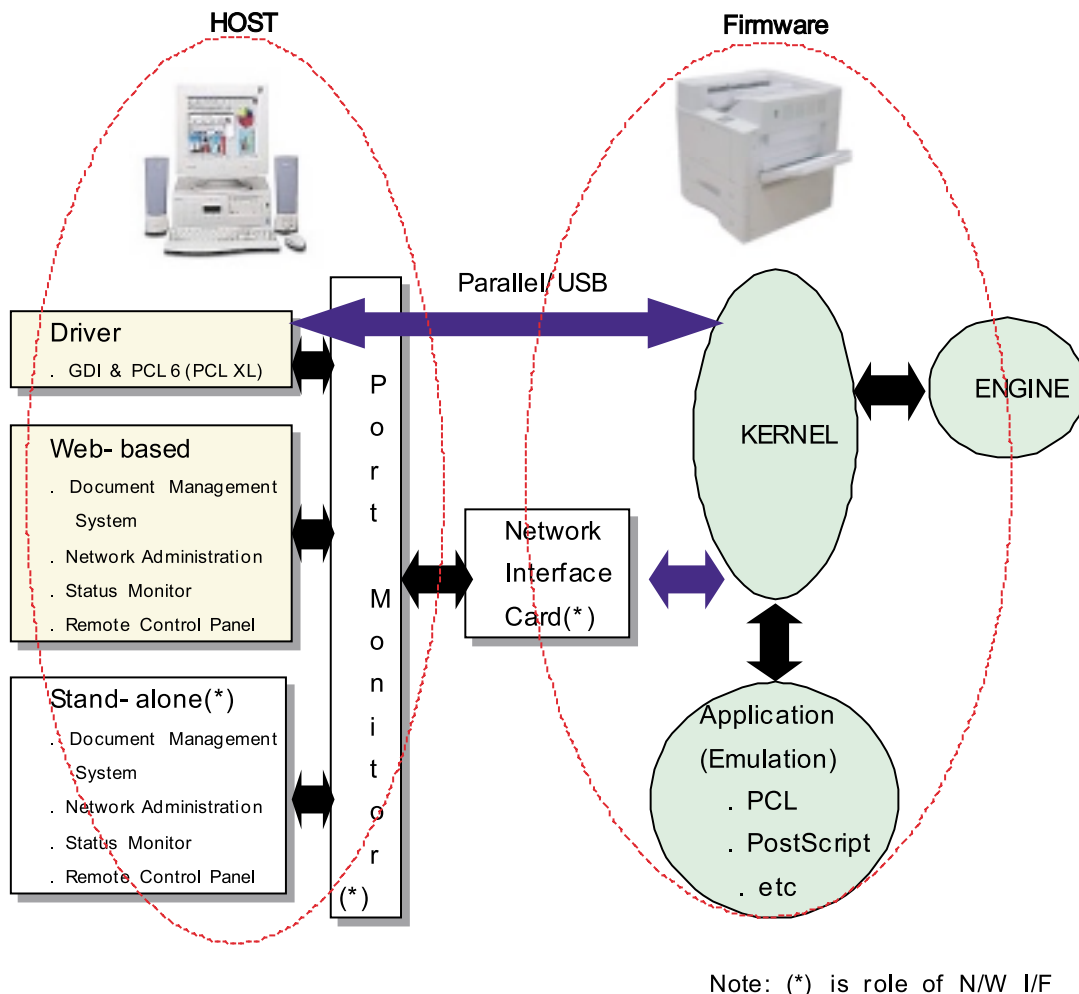 HOST
Firmware
Parallel/USB
Driver
. GDI & PCL 6 (PCL XL)
Web- based
. Document Management
System
. Network Administration
. Status Monitor
. Remote Control Panel
Stand- alone(*)
. Document Management
System
. Network Administration
. Status Monitor
. Remote Control Panel
P
o
r
t
M
o
n
i
t
o
r
(*)
Network
Interface
Card(*)
KERNEL
ENGINE
Application
(Emulation)
. PCL
. PostScript
. etc
Note: (*) is role of N/W I/F